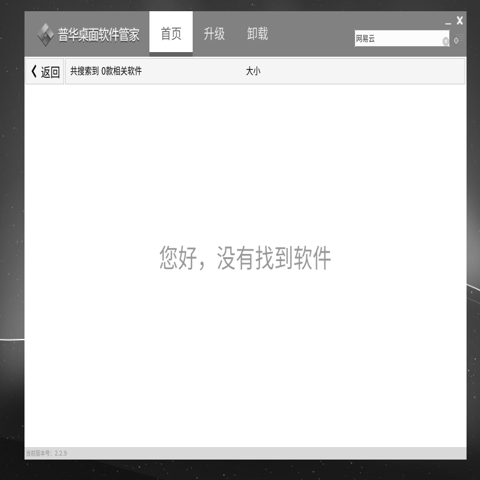 普华桌面软件管家
首页
升级
卸载
网易云
返回
共搜索到 0款相关软件
大小
您好，没有找到软件
当前版本号：2.2.9